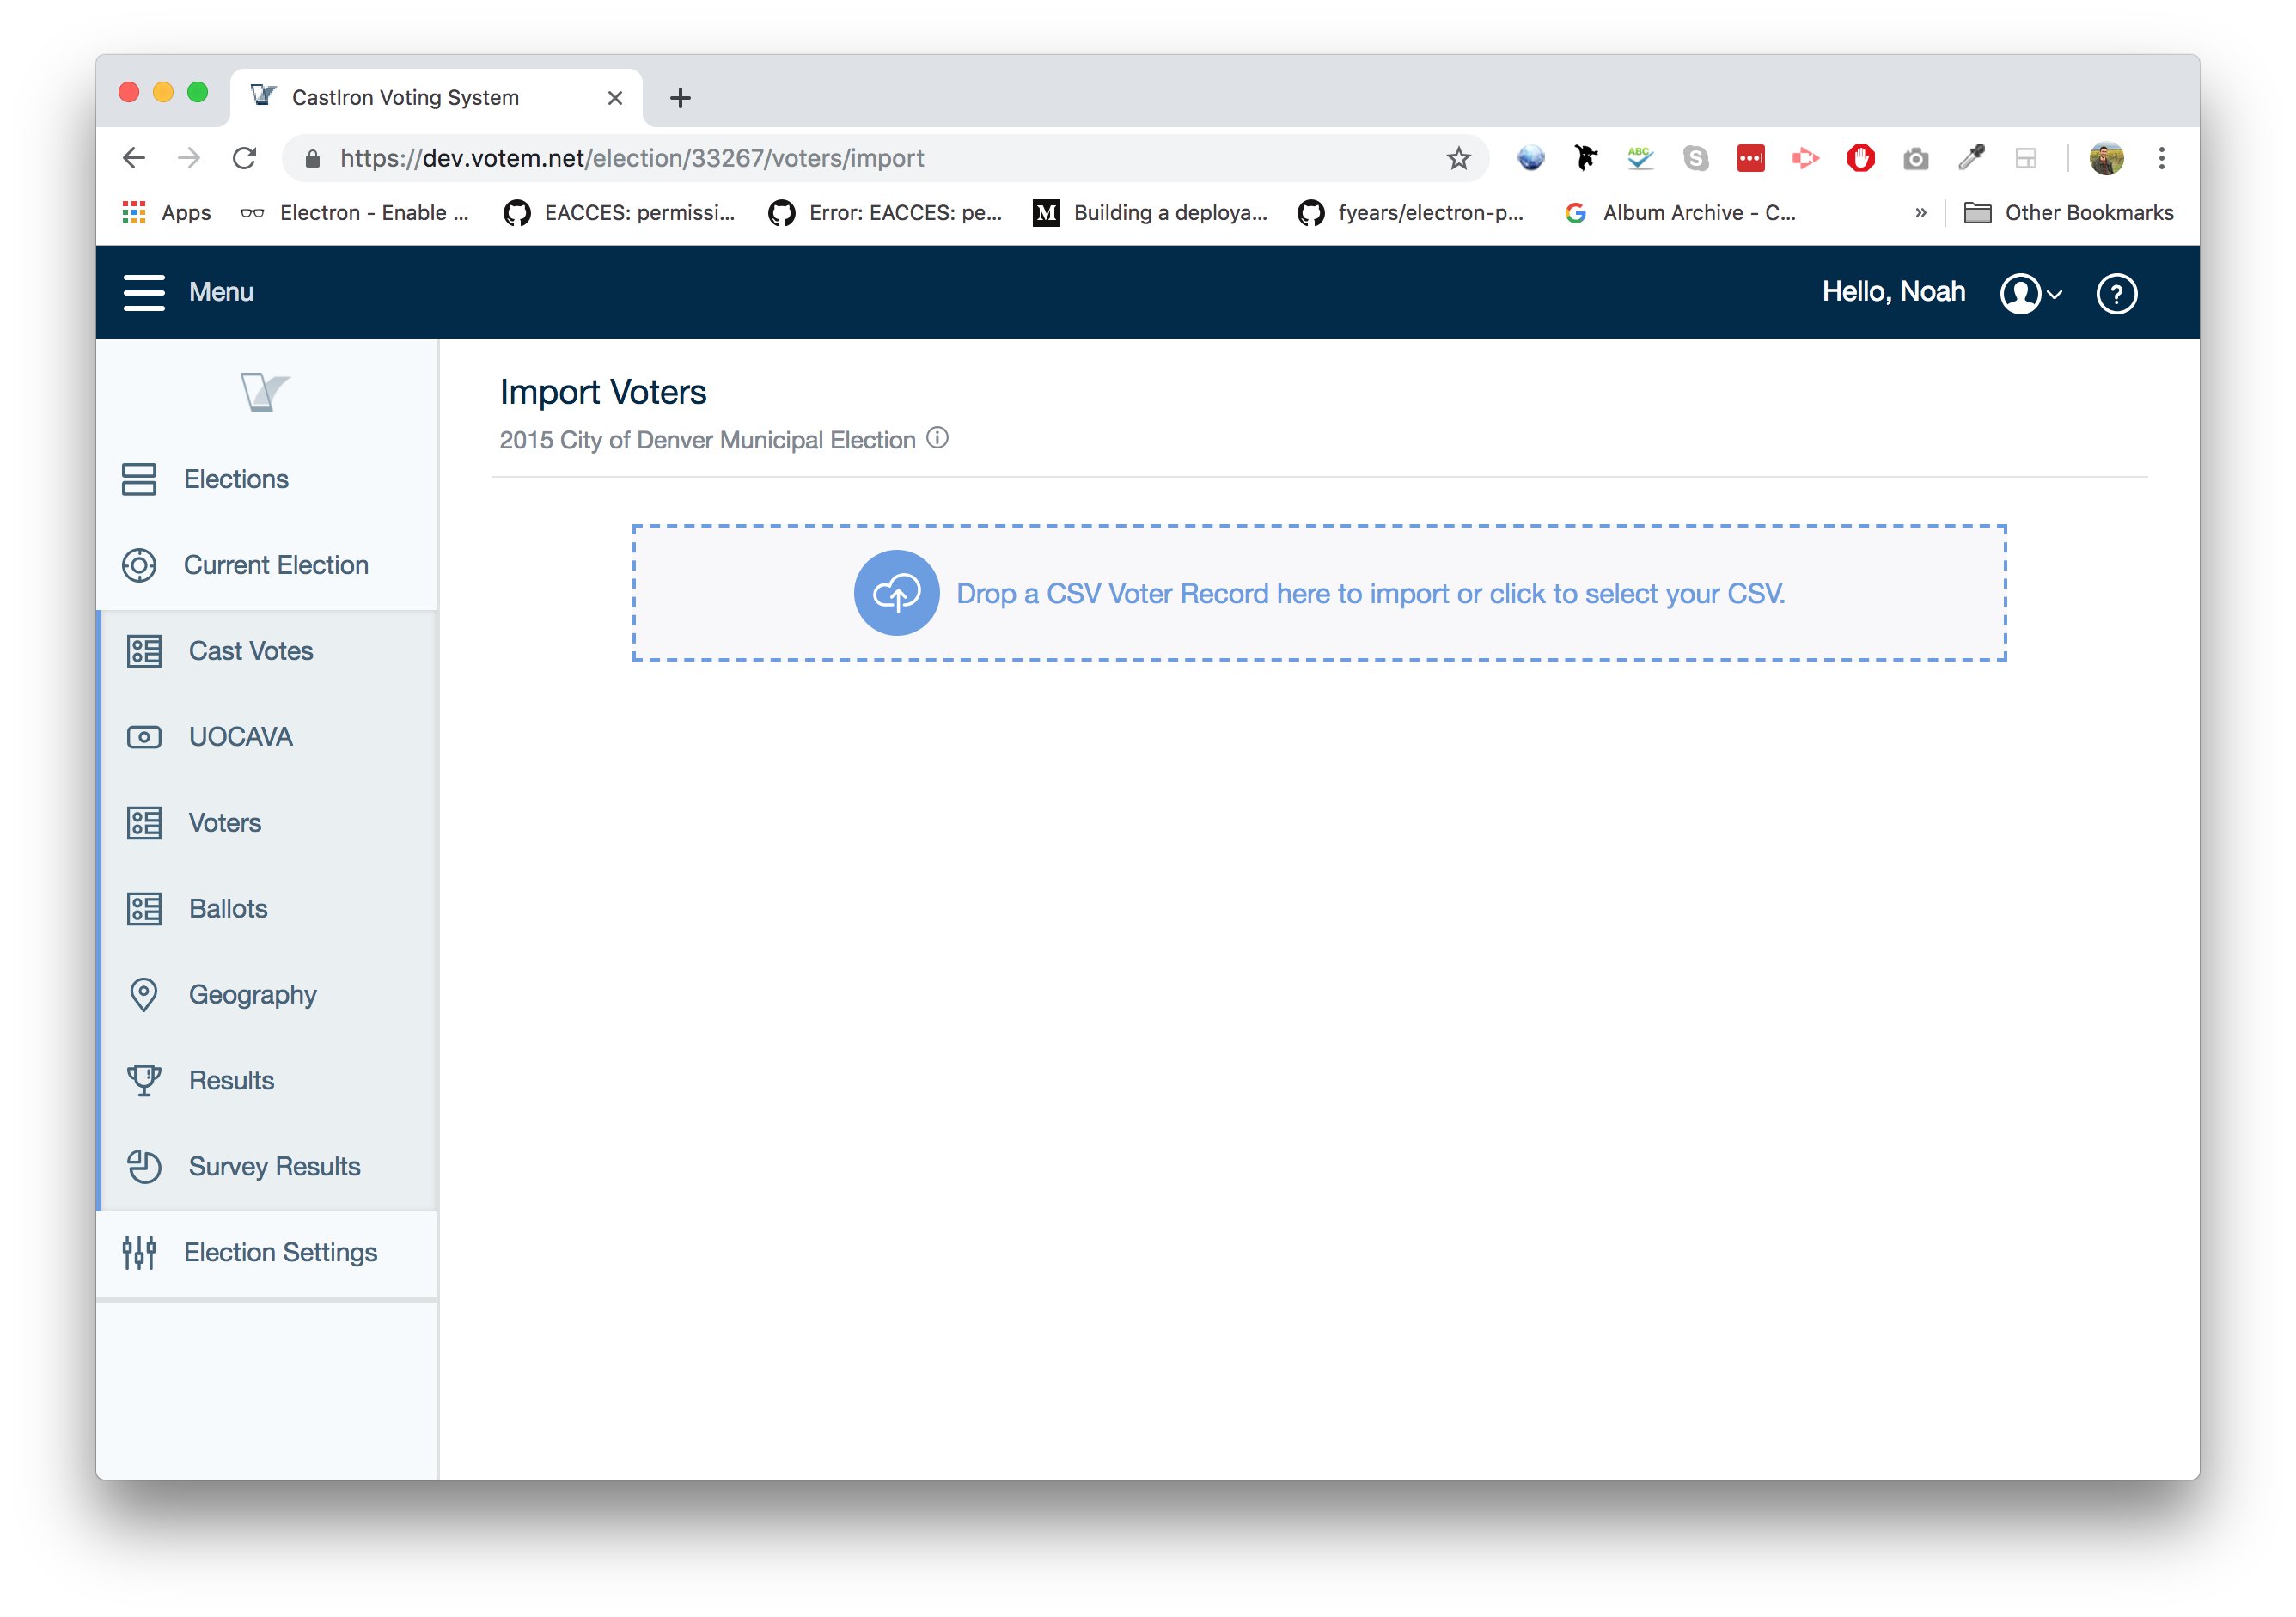 CastIron Voting System
https://dev.votem.net/election/33267/voters/import
ABC
S
Apps
Electron - Enable ...
EACCES: permissi...
Error: EACCES: pe...
M
Building a deploya...
fyears/electron-p...
G
Album Archive - C...
»
Other Bookmarks
Menu
Hello, Noah
?
Import Voters
2015 City of Denver Municipal Election
Elections
Current Election
Cast Votes
UOCAVA
Voters
Ballots
Geography
Results
Survey Results
Election Settings
Drop a CSV Voter Record here to import or click to select your CSV.